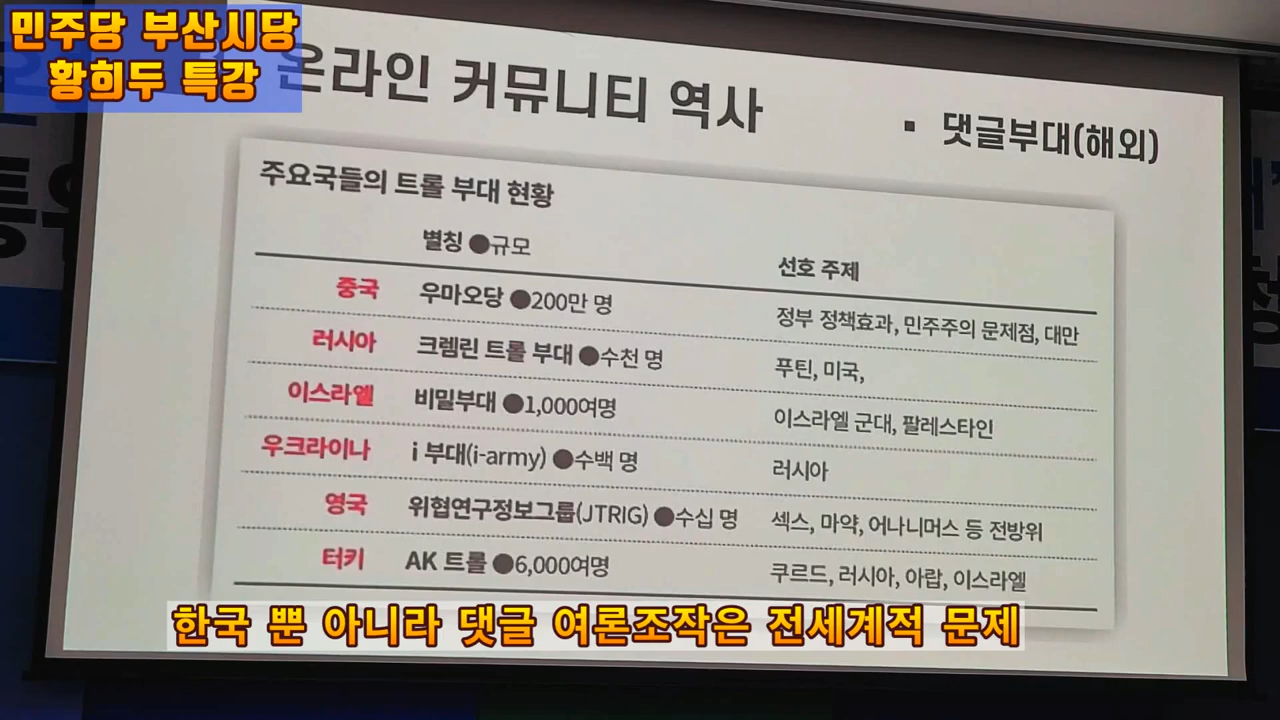 민주당 부산시당
황희두 특강
온라인 커뮤니티 역사
▪ 댓글부대(해외)
주요국들의 트롤 부대 현황
별칭 ●규모 선호 주제
중국 우마오당 ●200만 명 정부 정책효과, 민주주의 문제점, 대만
러시아 크렘린 트롤 부대 ●수천 명 푸틴, 미국,
이스라엘 비밀부대 ●1,000여명 이스라엘 군대, 팔레스타인
우크라이나 i 부대(i-army) ●수백 명 러시아
영국 위협연구정보그룹(JTRIG) ●수십 명 섹스, 마약, 어나니머스 등 전방위
터키 AK 트롤 ●6,000여명 쿠르드, 러시아, 아랍, 이스라엘
한국 뿐 아니라 댓글 여론조작은 전세계적 문제